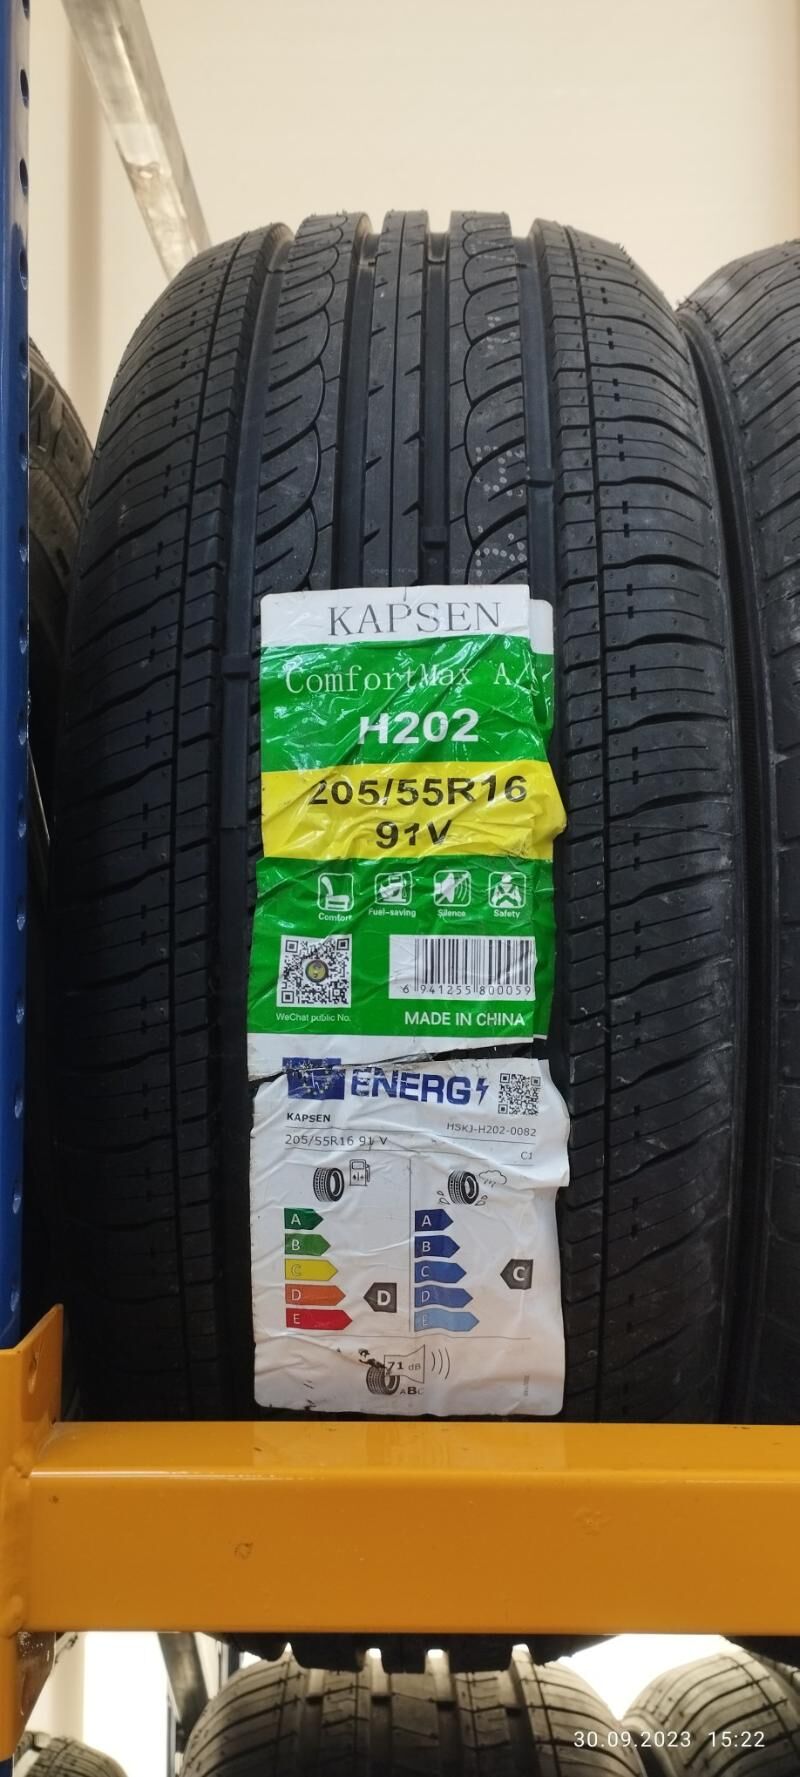 KAPSEN
ComfortMax A/
H202
205/55R16
91V
Comfort Fuel-saving Silence Safety
6 941255 800059
WeChat public No.
MADE IN CHINA
ENERG
KAPSEN
HSKJ-H202-0082
205/55R16 91 V
C1
A A
B B
C C C
D D D
E E
71 dB
ABC
30.09.2023 15:22